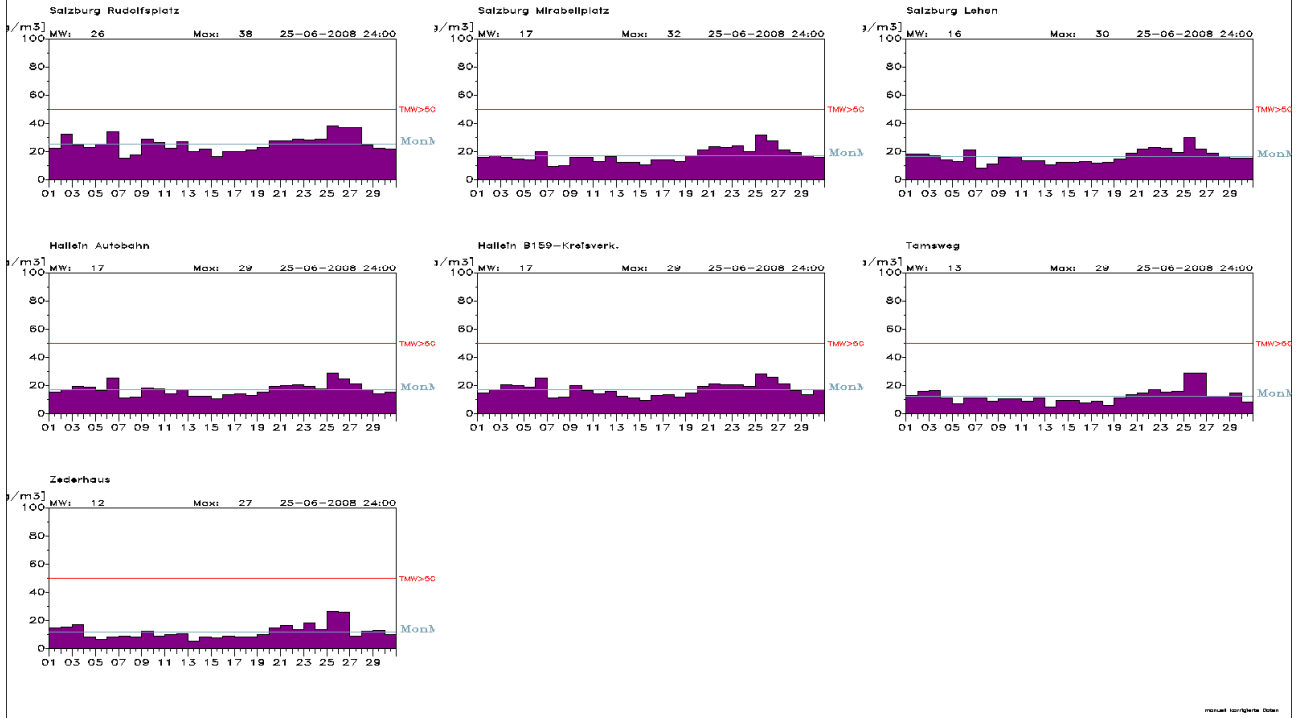 Salzburg Rudolfsplatz
g/m3] MW: 26 Max: 38 25-06-2008 24:00
100
80
60
TMW>50
40
MonM
20
0
01 03 05 07 09 11 13 15 17 19 21 23 25 27 29
Salzburg Mirabellplatz
g/m3] MW: 17 Max: 32 25-06-2008 24:00
100
80
60
TMW>50
40
MonM
20
0
01 03 05 07 09 11 13 15 17 19 21 23 25 27 29
Salzburg Lehen
g/m3] MW: 16 Max: 30 25-06-2008 24:00
100
80
60
TMW>50
40
MonM
20
0
01 03 05 07 09 11 13 15 17 19 21 23 25 27 29
Hallein Autobahn
g/m3] MW: 17 Max: 29 25-06-2008 24:00
100
80
60
TMW>50
40
MonM
20
0
01 03 05 07 09 11 13 15 17 19 21 23 25 27 29
Hallein B159-Kreisverk.
g/m3] MW: 17 Max: 29 25-06-2008 24:00
100
80
60
TMW>50
40
MonM
20
0
01 03 05 07 09 11 13 15 17 19 21 23 25 27 29
Tamsweg
g/m3] MW: 13 Max: 29 25-06-2008 24:00
100
80
60
TMW>50
40
MonM
20
0
01 03 05 07 09 11 13 15 17 19 21 23 25 27 29
Zederhaus
g/m3] MW: 12 Max: 27 25-06-2008 24:00
100
80
60
TMW>50
40
MonM
20
0
01 03 05 07 09 11 13 15 17 19 21 23 25 27 29
manuell korrigierte Daten